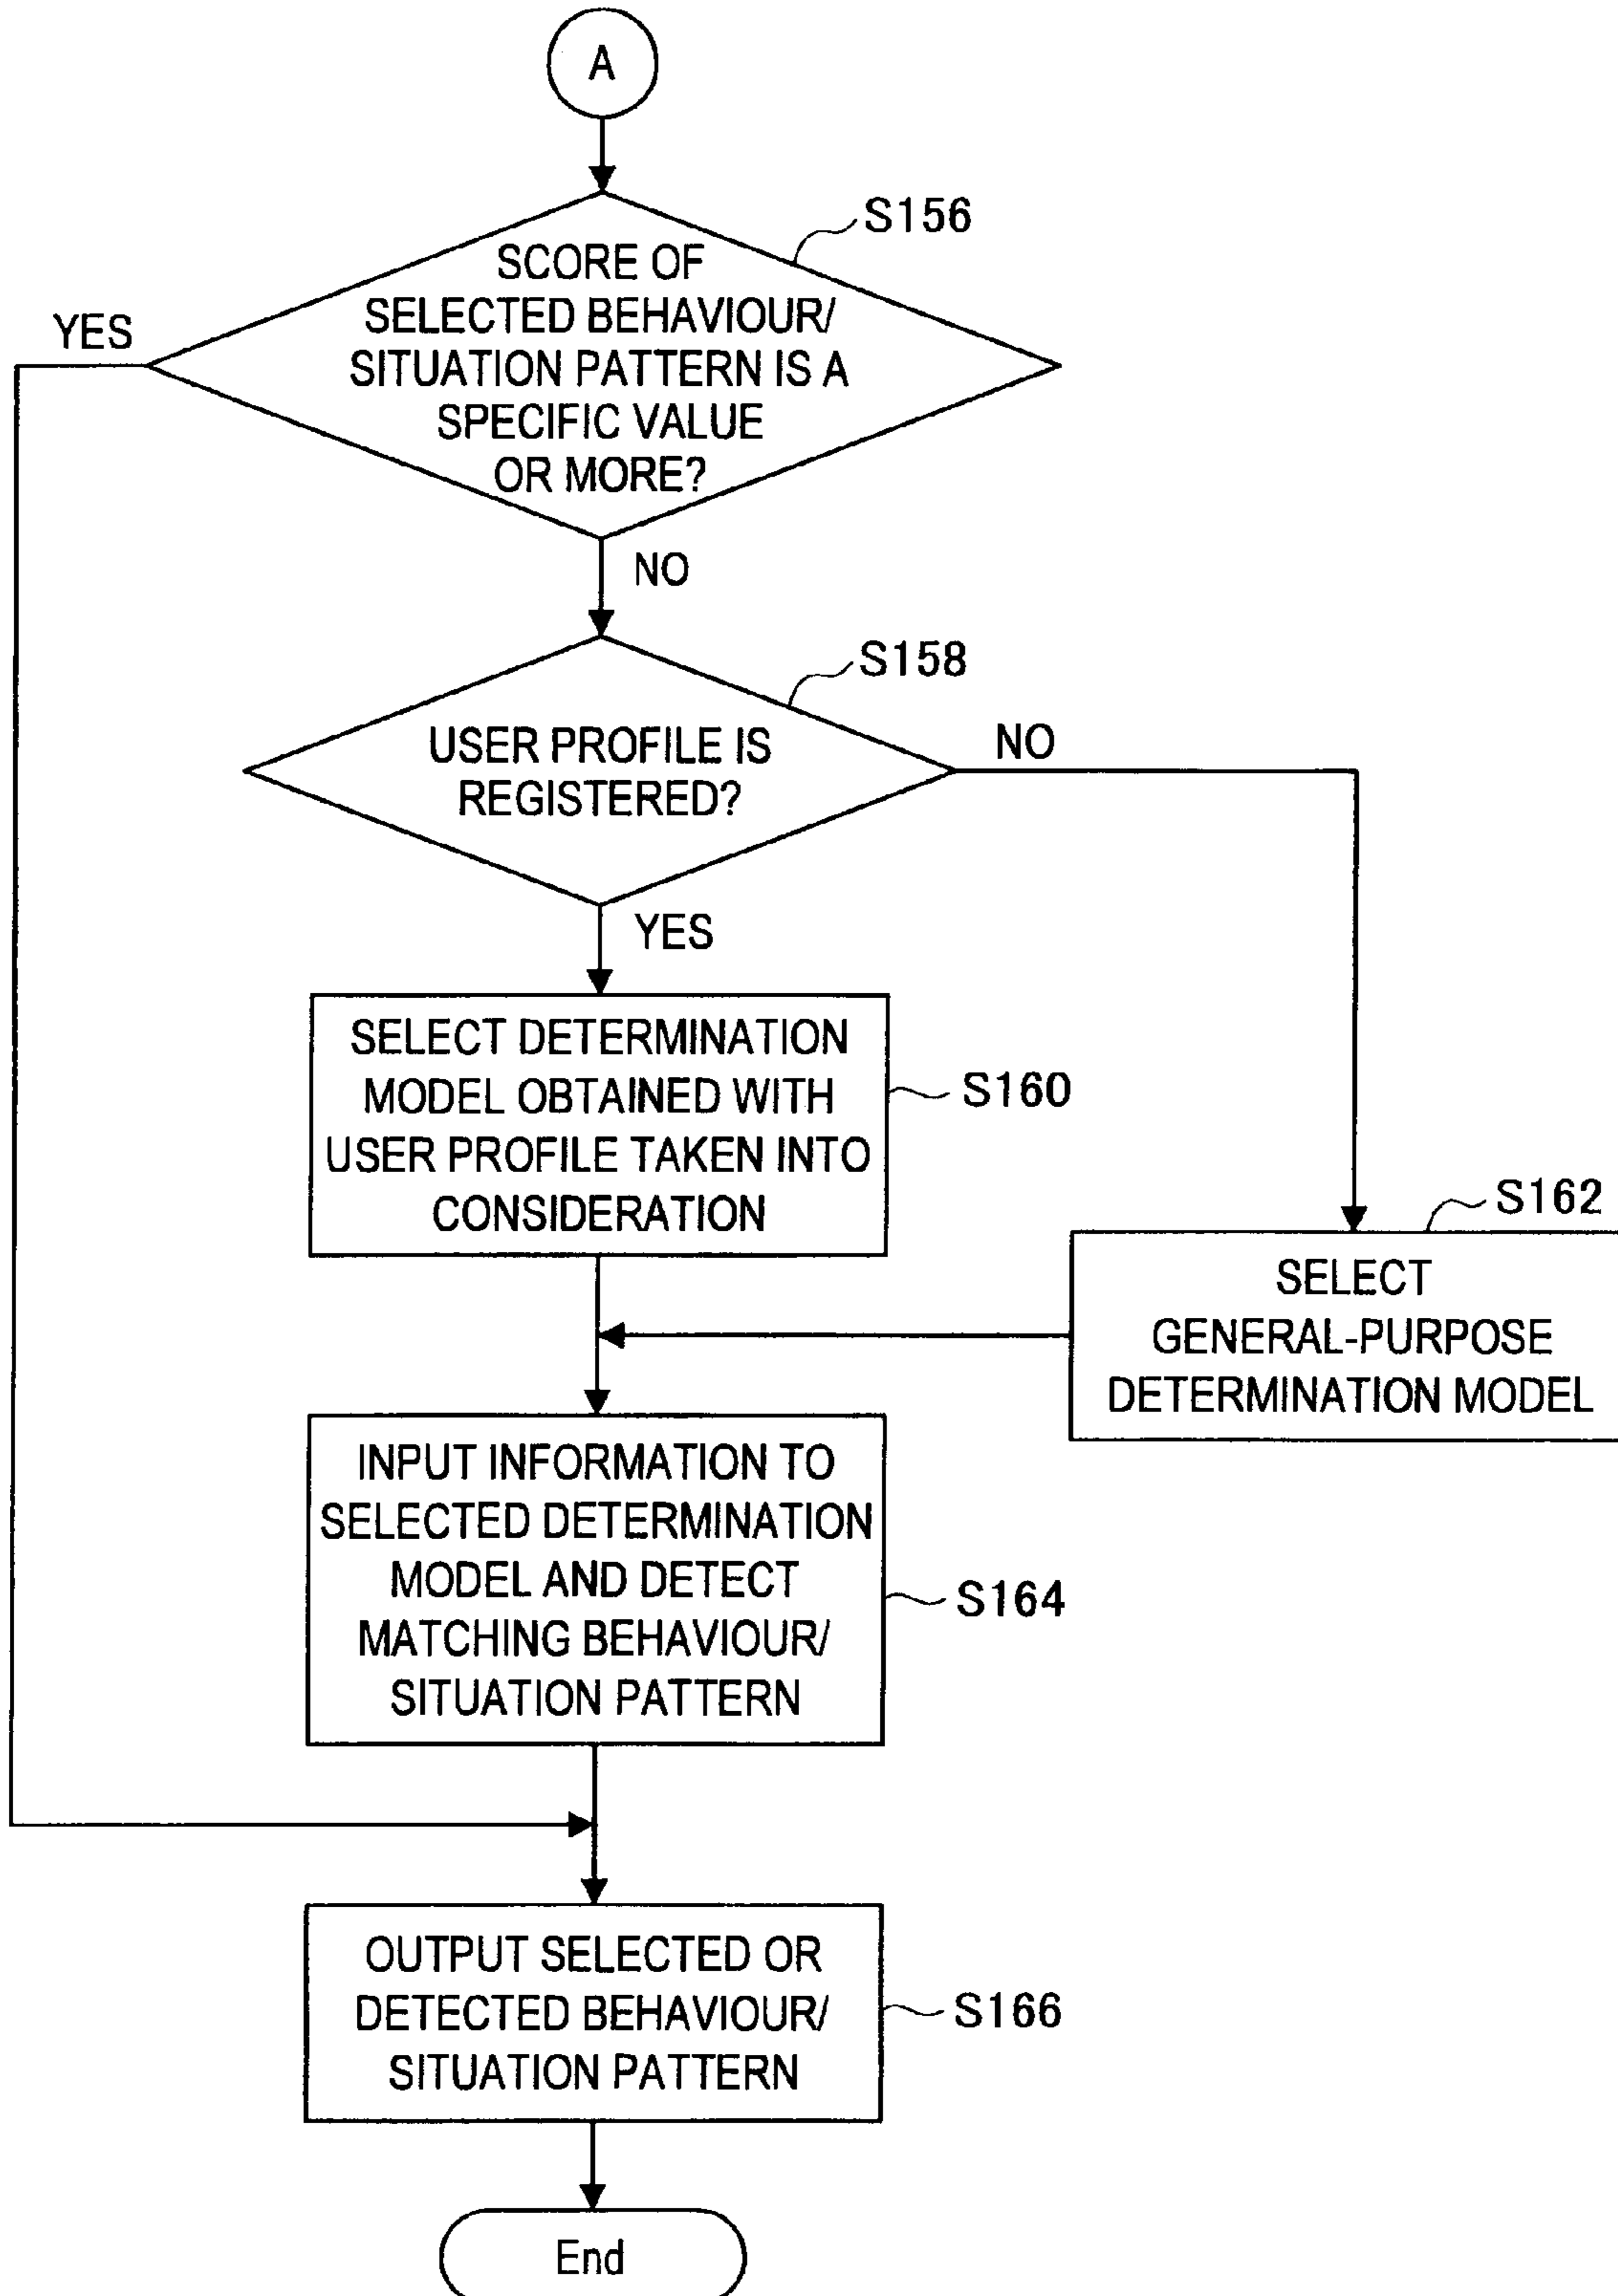 A
S156
SCORE OF
SELECTED BEHAVIOUR/
SITUATION PATTERN IS A
SPECIFIC VALUE
OR MORE?
YES
NO
S158
USER PROFILE IS
REGISTERED?
NO
YES
SELECT DETERMINATION
MODEL OBTAINED WITH
USER PROFILE TAKEN INTO
CONSIDERATION
S160
S162
SELECT
GENERAL-PURPOSE
DETERMINATION MODEL
INPUT INFORMATION TO
SELECTED DETERMINATION
MODEL AND DETECT
MATCHING BEHAVIOUR/
SITUATION PATTERN
S164
OUTPUT SELECTED OR
DETECTED BEHAVIOUR/
SITUATION PATTERN
S166
End